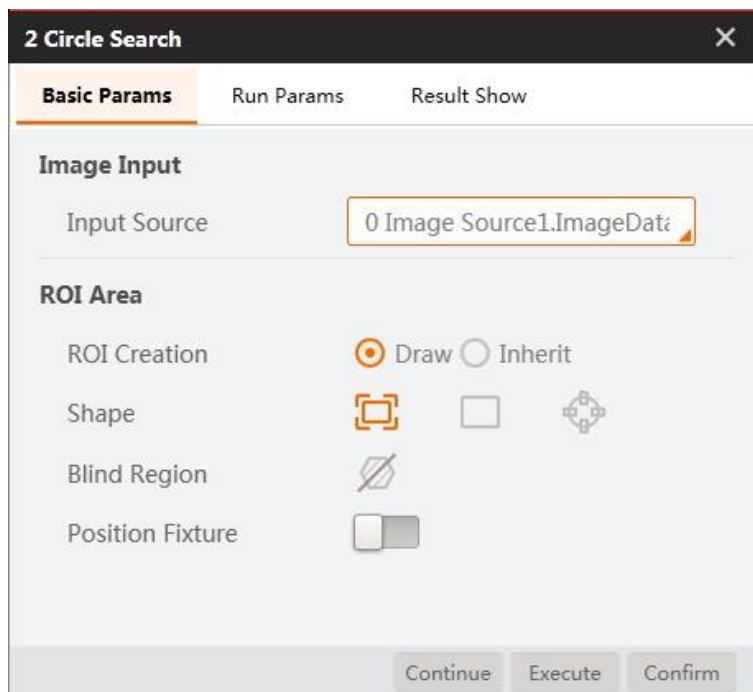 2 Circle Search
Basic Params Run Params Result Show
Image Input
Input Source 0 Image Source1.ImageData
ROI Area
ROI Creation Draw Inherit
Shape
Blind Region
Position Fixture
Continue Execute Confirm